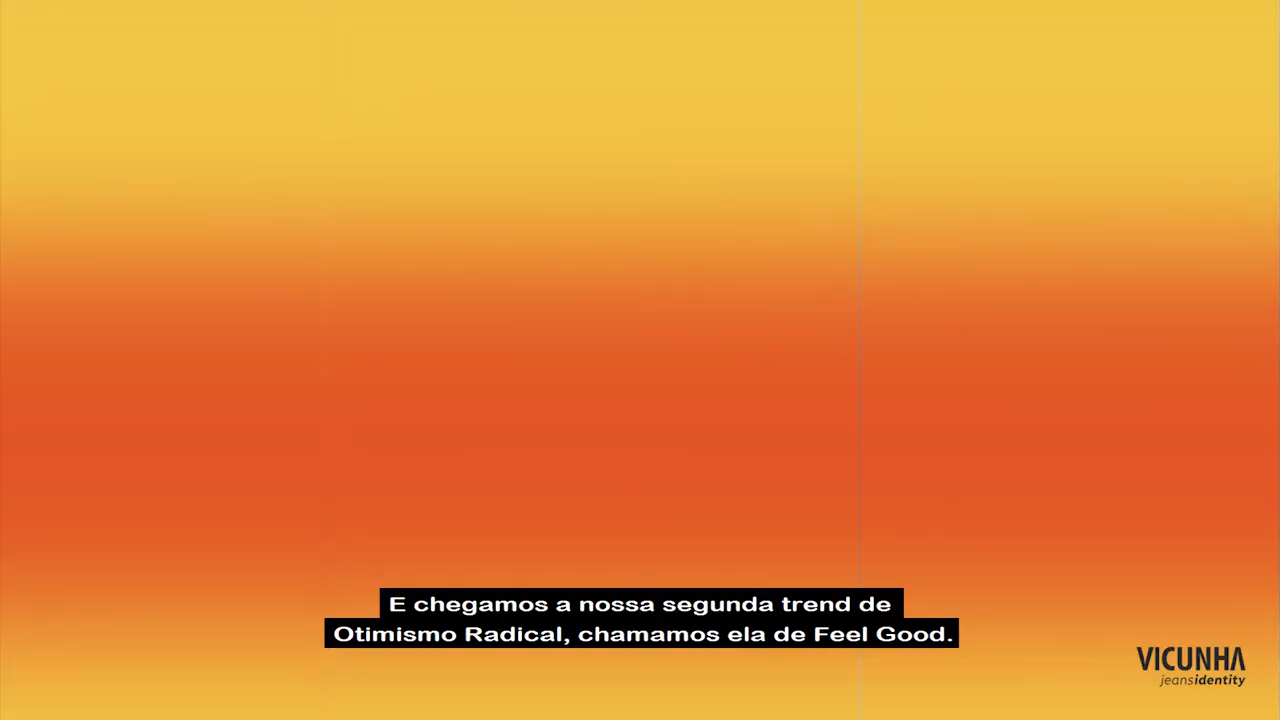 E chegamos a nossa segunda trend de
Otimismo Radical, chamamos ela de Feel Good.
VICUNHA
jeansidentity